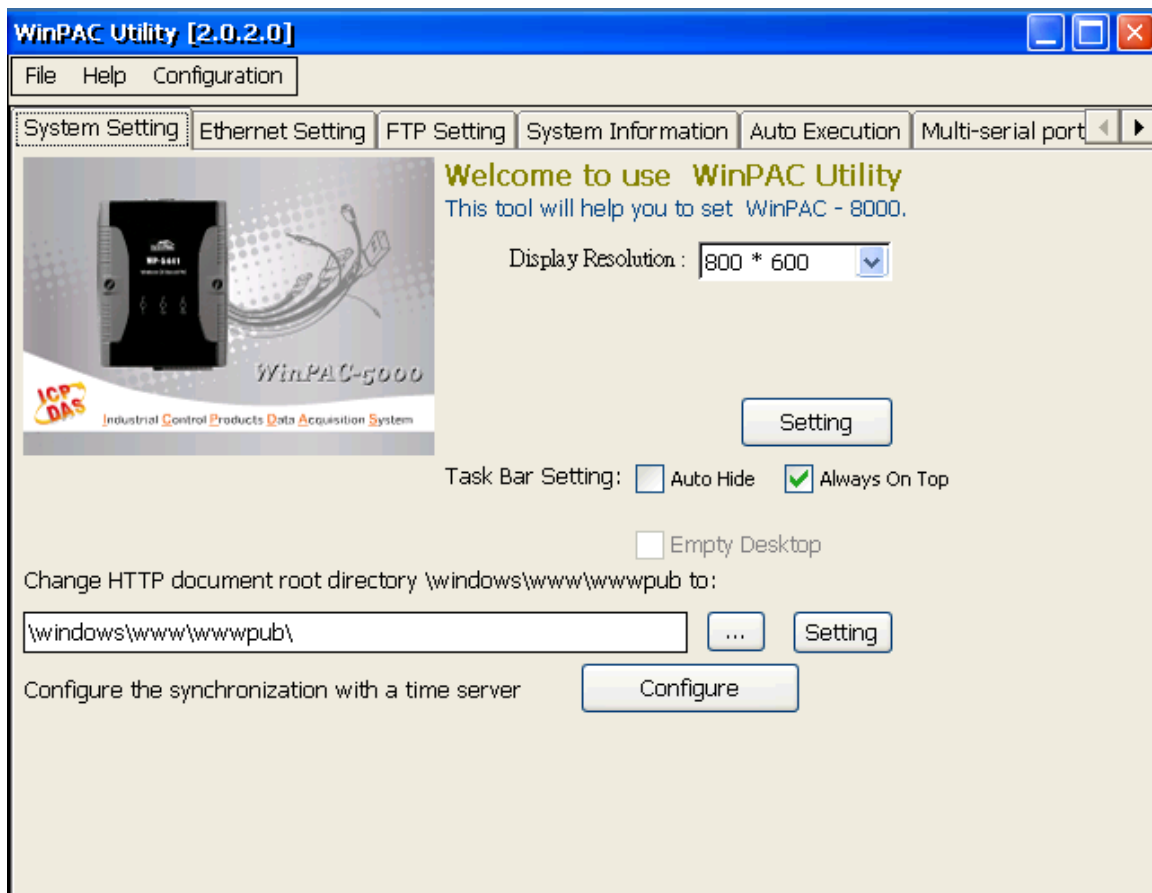 WinPAC Utility [2.0.2.0]
File Help Configuration
System Setting Ethernet Setting FTP Setting System Information Auto Execution Multi-serial port
Welcome to use WinPAC Utility
This tool will help you to set WinPAC - 8000.
Display Resolution : 800 * 600
WP-5441
WinPAC-5000
ICP DAS
Industrial Control Products Data Acquisition System
Setting
Task Bar Setting: Auto Hide Always On Top
Empty Desktop
Change HTTP document root directory \windows\www\wwwpub to:
\windows\www\wwwpub\ ... Setting
Configure the synchronization with a time server Configure